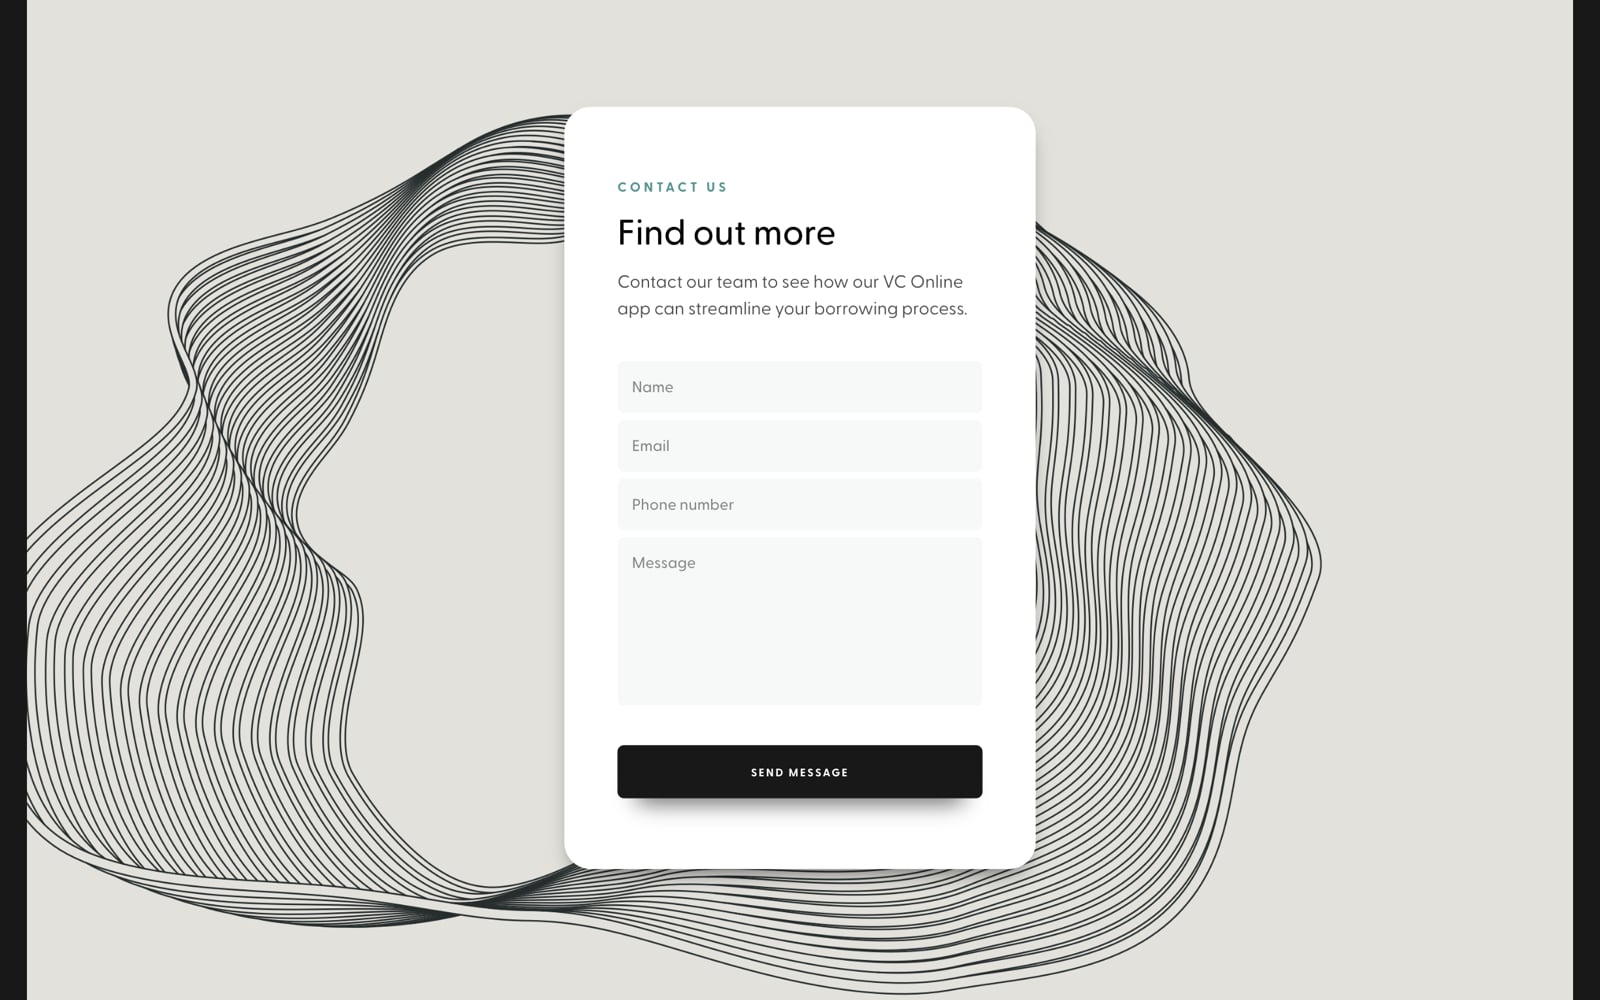 CONTACT US
Find out more
Contact our team to see how our VC Online
app can streamline your borrowing process.
Name
Email
Phone number
Message
SEND MESSAGE